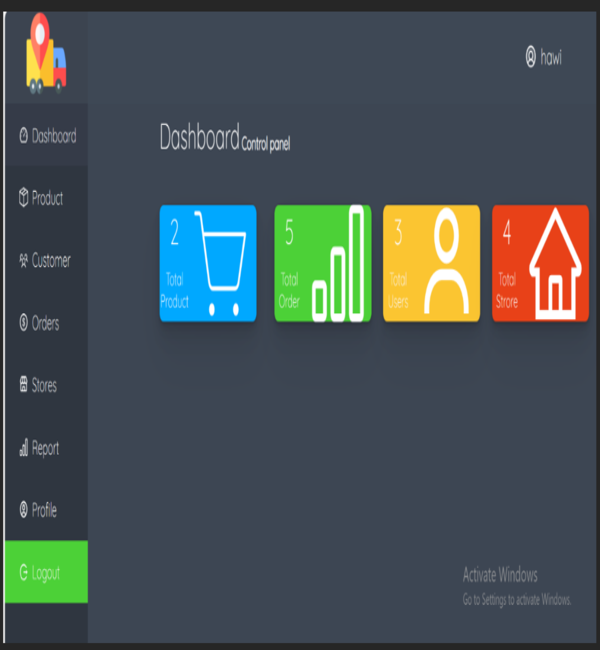 hawi
Dashboard
Product
Customer
Orders
Stores
Report
Profile
Logout
Dashboard Control panel
2
Total
Product
5
Total
Order
3
Total
Users
4
Total
Strore
Activate Windows
Go to Settings to activate Windows.